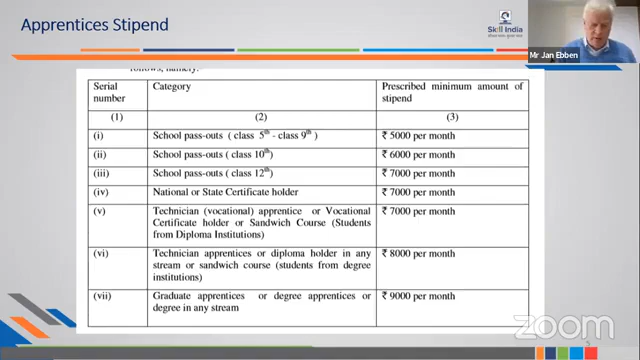 Apprentices Stipend
Skill India
Mr Jan Ebben
follows, namely:
Serial number
Category
Prescribed minimum amount of stipend
(1)
(2)
(3)
(i)
School pass-outs ( class 5th - class 9th )
₹ 5000 per month
(ii)
School pass-outs ( class 10th)
₹ 6000 per month
(iii)
School pass-outs ( class 12th)
₹ 7000 per month
(iv)
National or State Certificate holder
₹ 7000 per month
(v)
Technician (vocational) apprentice or Vocational
Certificate holder or Sandwich Course (Students
from Diploma Institutions)
₹ 7000 per month
(vi)
Technician apprentices or diploma holder in any
stream or sandwich course (students from degree
institutions)
₹ 8000 per month
(vii)
Graduate apprentices or degree apprentices or
degree in any stream
₹ 9000 per month
zoom